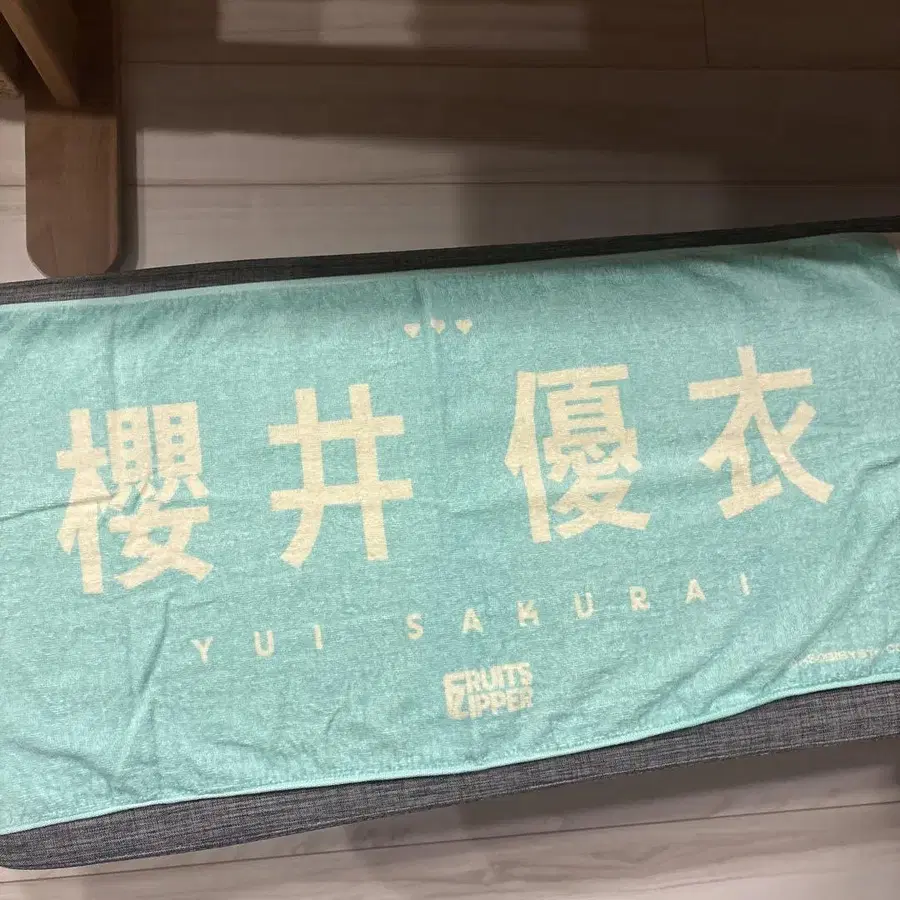 櫻井優衣
YUI SAKURAI
FRUITS
ZIPPER